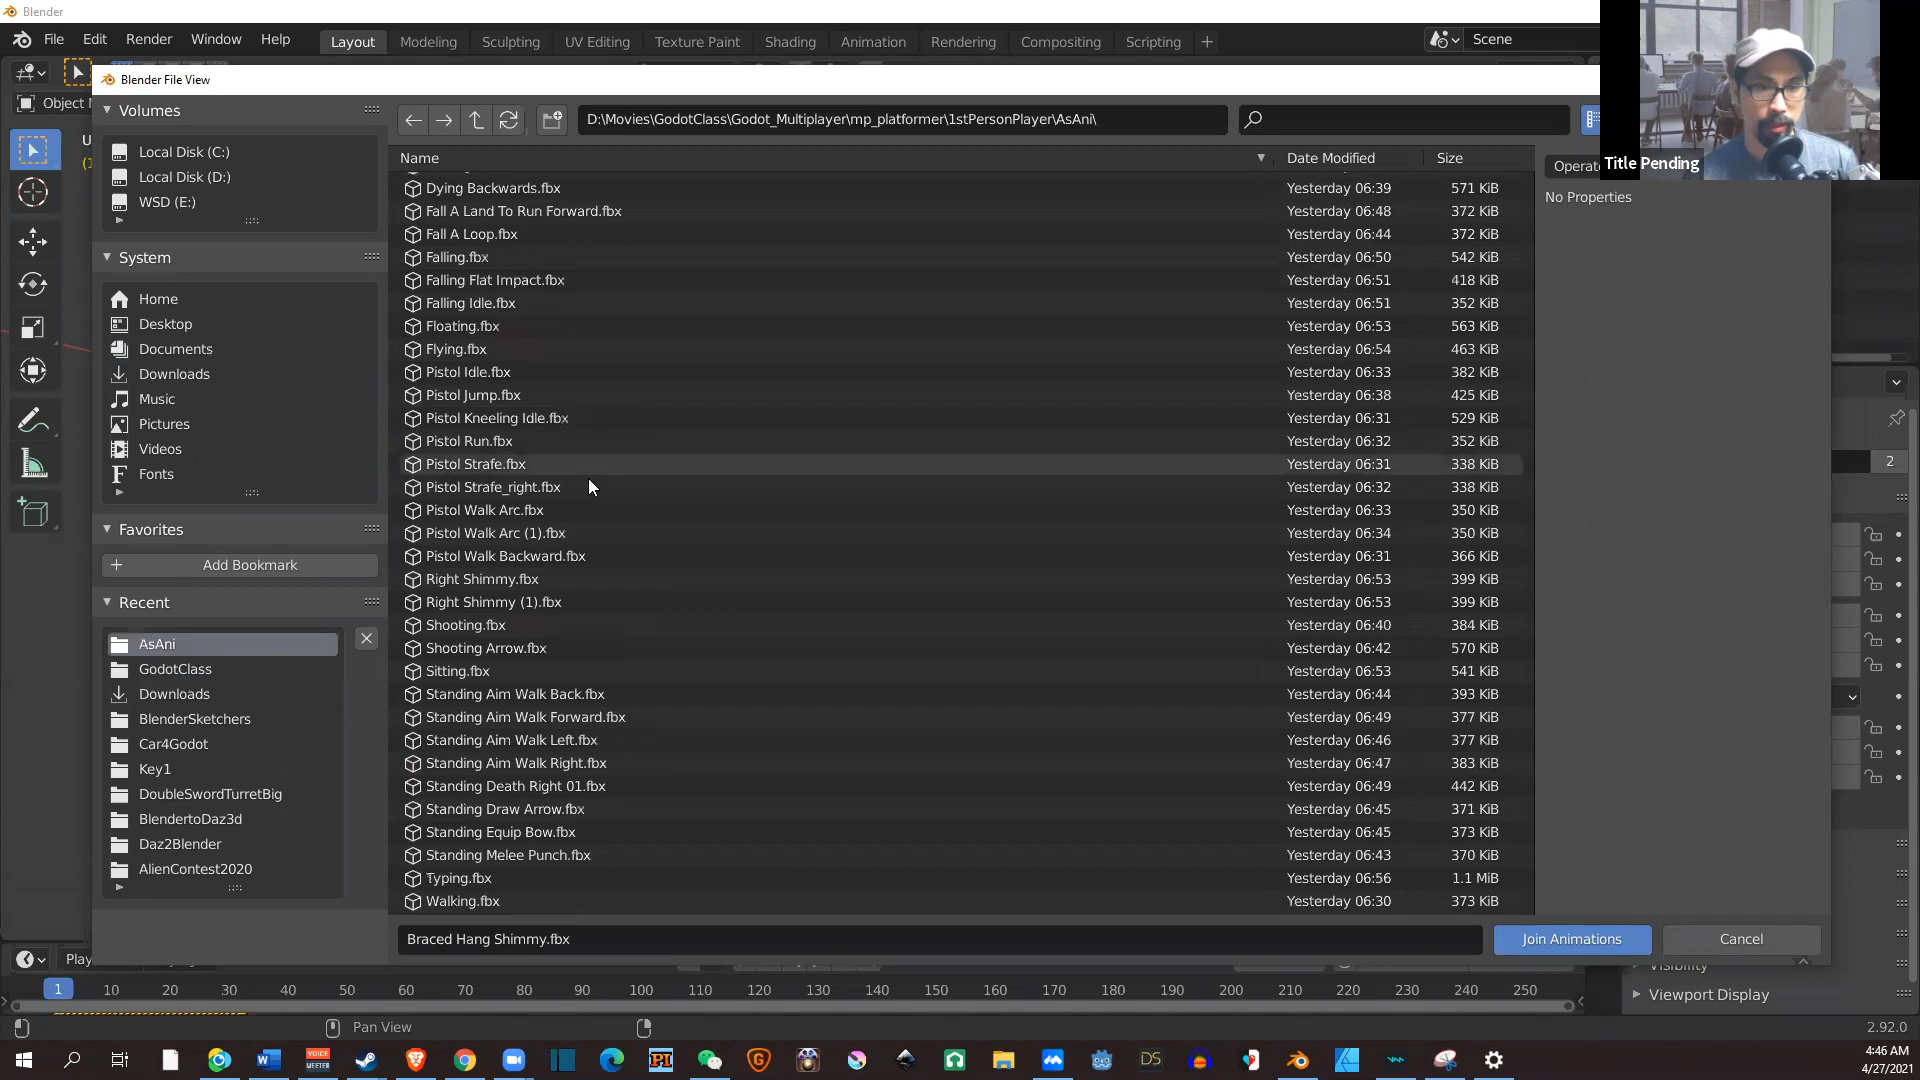 Blender
File Edit Render Window Help Layout Modeling Sculpting UV Editing Texture Paint Shading Animation Rendering Compositing Scripting + Scene
Blender File View
Object
Volumes
Local Disk (C:)
Local Disk (D:)
WSD (E:)
System
Home
Desktop
Documents
Downloads
Music
Pictures
Videos
Fonts
Favorites
Add Bookmark
Recent
AsAni
GodotClass
Downloads
BlenderSketchers
Car4Godot
Key1
DoubleSwordTurretBig
BlendertoDaz3d
Daz2Blender
AlienContest2020
D:\Movies\GodotClass\Godot_Multiplayer\mp_platformer\1stPersonPlayer\AsAni\
Name Date Modified Size
Dying Backwards.fbx Yesterday 06:39 571 KiB
Fall A Land To Run Forward.fbx Yesterday 06:48 372 KiB
Fall A Loop.fbx Yesterday 06:44 372 KiB
Falling.fbx Yesterday 06:50 542 KiB
Falling Flat Impact.fbx Yesterday 06:51 418 KiB
Falling Idle.fbx Yesterday 06:51 352 KiB
Floating.fbx Yesterday 06:53 563 KiB
Flying.fbx Yesterday 06:54 463 KiB
Pistol Idle.fbx Yesterday 06:33 382 KiB
Pistol Jump.fbx Yesterday 06:38 425 KiB
Pistol Kneeling Idle.fbx Yesterday 06:31 529 KiB
Pistol Run.fbx Yesterday 06:32 352 KiB
Pistol Strafe.fbx Yesterday 06:31 338 KiB
Pistol Strafe_right.fbx Yesterday 06:32 338 KiB
Pistol Walk Arc.fbx Yesterday 06:33 350 KiB
Pistol Walk Arc (1).fbx Yesterday 06:34 350 KiB
Pistol Walk Backward.fbx Yesterday 06:31 366 KiB
Right Shimmy.fbx Yesterday 06:53 399 KiB
Right Shimmy (1).fbx Yesterday 06:53 399 KiB
Shooting.fbx Yesterday 06:40 384 KiB
Shooting Arrow.fbx Yesterday 06:42 570 KiB
Sitting.fbx Yesterday 06:53 541 KiB
Standing Aim Walk Back.fbx Yesterday 06:44 393 KiB
Standing Aim Walk Forward.fbx Yesterday 06:49 377 KiB
Standing Aim Walk Left.fbx Yesterday 06:46 377 KiB
Standing Aim Walk Right.fbx Yesterday 06:47 383 KiB
Standing Death Right 01.fbx Yesterday 06:49 442 KiB
Standing Draw Arrow.fbx Yesterday 06:45 371 KiB
Standing Equip Bow.fbx Yesterday 06:45 373 KiB
Standing Melee Punch.fbx Yesterday 06:43 370 KiB
Typing.fbx Yesterday 06:56 1.1 MiB
Walking.fbx Yesterday 06:30 373 KiB
Braced Hang Shimmy.fbx Join Animations Cancel
Operat
No Properties
Title Pending
2
Play
1 10 20 30 40 50 60 70 80 90 100 110 120 130 140 150 160 170 180 190 200 210 220 230 240 250
Visibility
Viewport Display
Pan View
2.92.0
VOICE
MEETER
DS
4:46 AM
4/27/2021